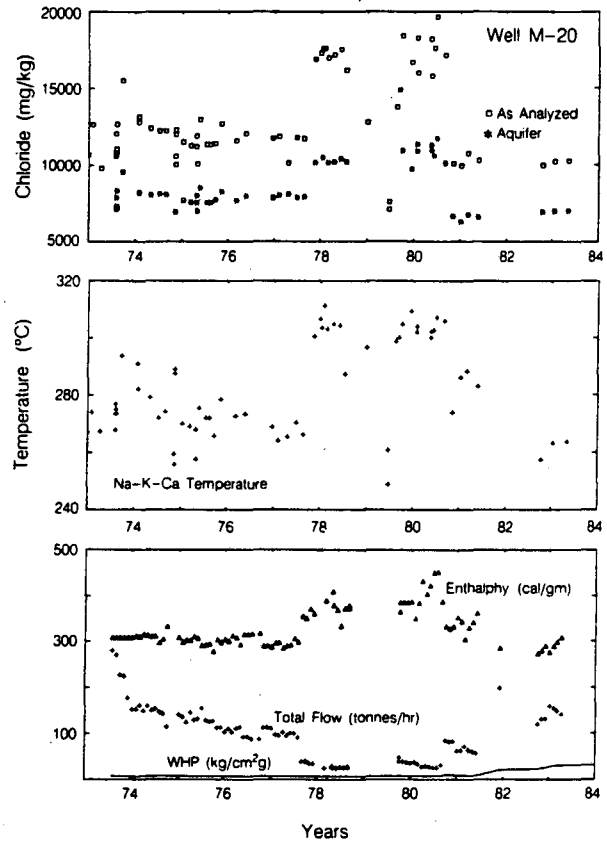 20000
Well M-20
15000
□ As Analyzed
✱ Aquifer
10000
5000
Chloride (mg/kg)
74 76 78 80 82 84
320
280
240
Temperature (°C)
Na-K-Ca Temperature
74 76 78 80 82 84
500
Enthalphy (cal/gm)
300
Total Flow (tonnes/hr)
100
WHP (kg/cm²g)
74 76 78 80 82 84
Years